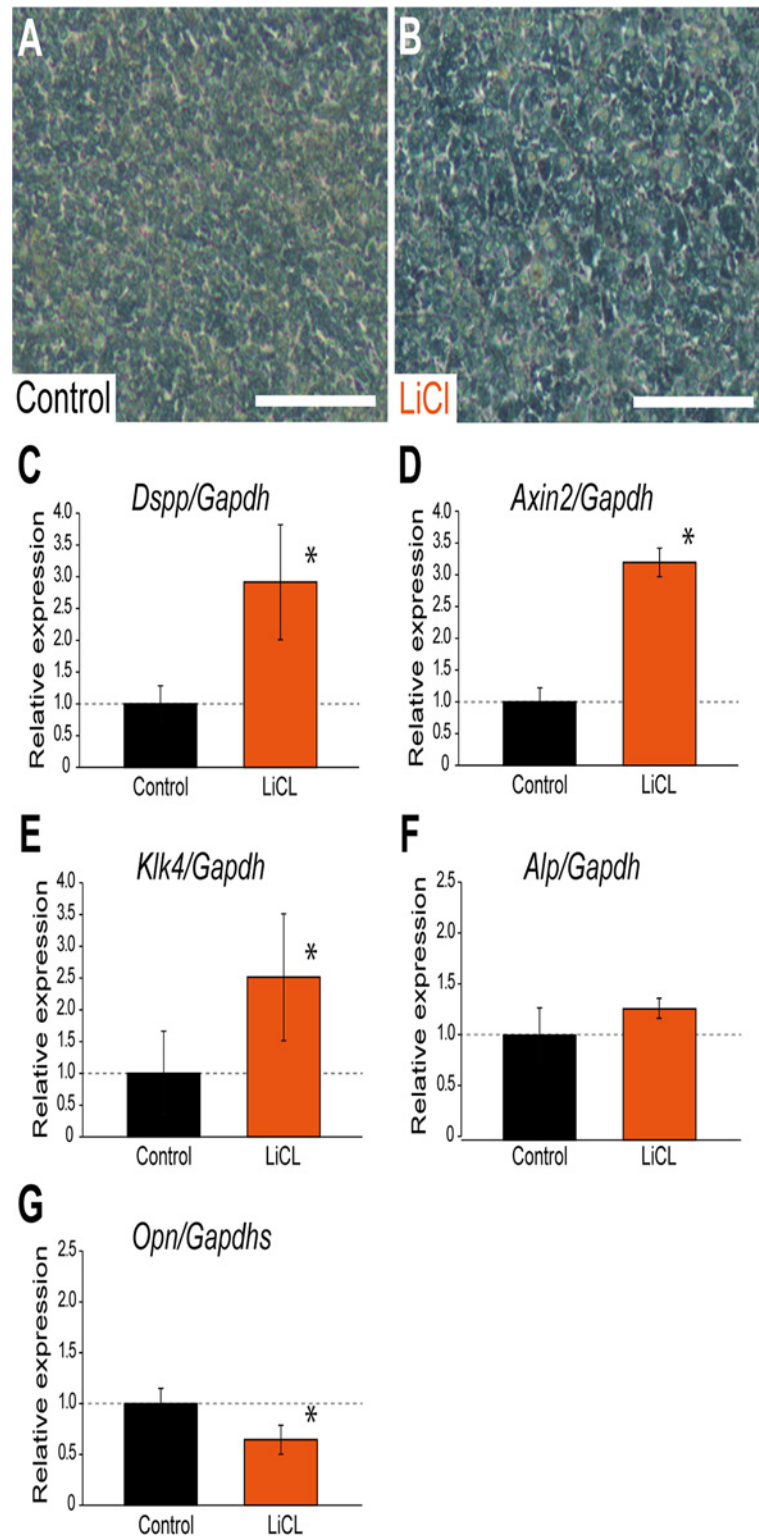 A
B
Control
LiCl
C
Dspp/Gapdh
Relative expression
4.0
3.5
3.0
2.5
2.0
1.5
1.0
0.5
0
*
Control
LiCL
D
Axin2/Gapdh
Relative expression
4.0
3.5
3.0
2.5
2.0
1.5
1.0
0.5
0
*
Control
LiCL
E
Klk4/Gapdh
Relative expression
4.0
3.5
3.0
2.5
2.0
1.5
1.0
0.5
0
*
Control
LiCL
F
Alp/Gapdh
Relative expression
2.5
2.0
1.5
1.0
0.5
0
Control
LiCL
G
Opn/Gapdhs
Relative expression
2.5
2.0
1.5
1.0
0.5
0
*
Control
LiCL